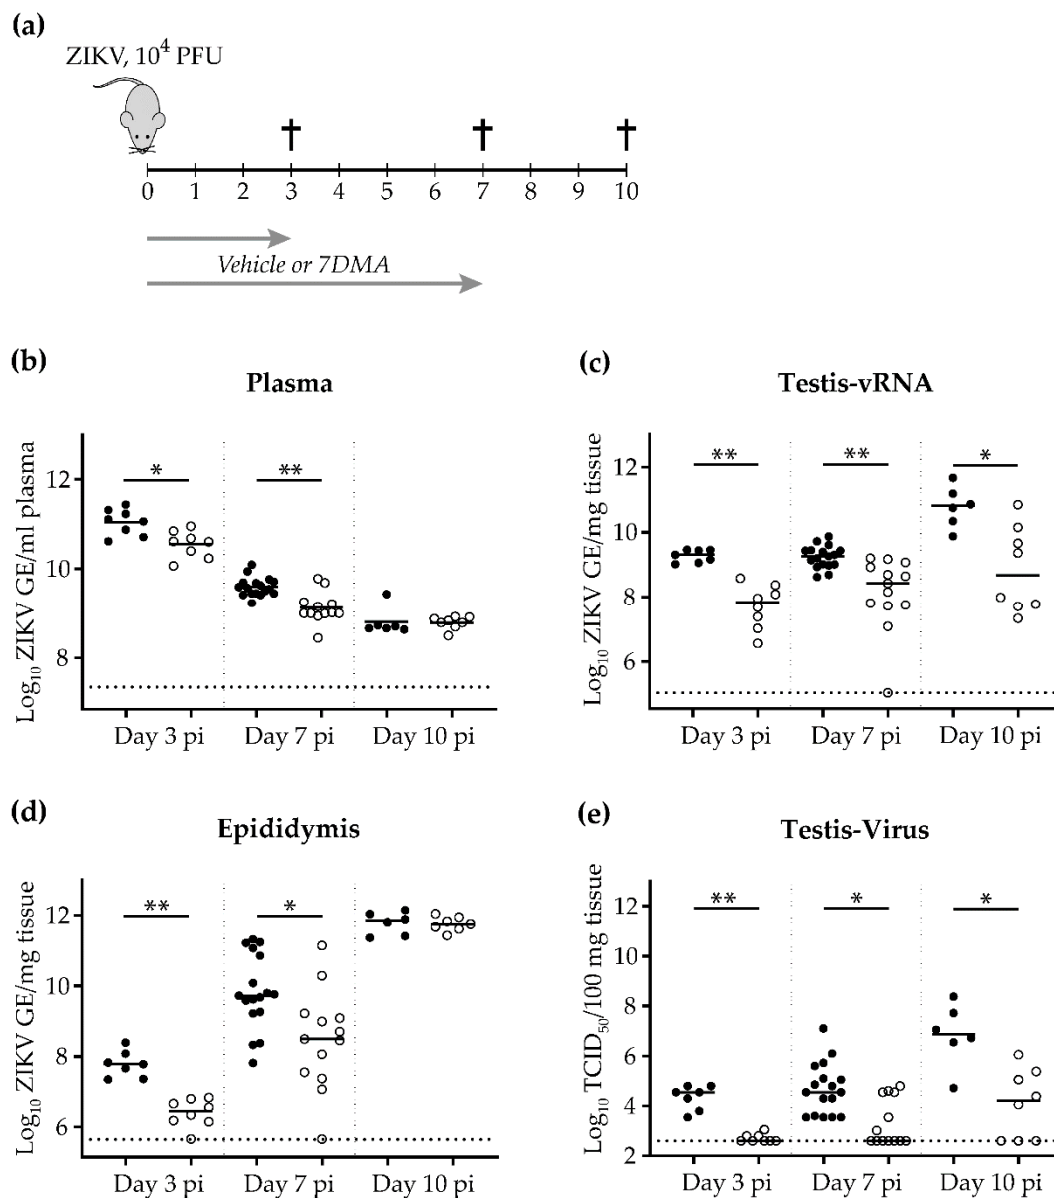 (a)
ZIKV, 10⁴ PFU
0 1 2 3 4 5 6 7 8 9 10
Vehicle or 7DMA
(b)
Plasma
Log₁₀ ZIKV GE/ml plasma
12
10
8
*
**
Day 3 pi Day 7 pi Day 10 pi
(c)
Testis-vRNA
Log₁₀ ZIKV GE/mg tissue
12
10
8
6
**
**
*
Day 3 pi Day 7 pi Day 10 pi
(d)
Epididymis
Log₁₀ ZIKV GE/mg tissue
12
10
8
6
**
*
Day 3 pi Day 7 pi Day 10 pi
(e)
Testis-Virus
Log₁₀ TCID₅₀/100 mg tissue
12
10
8
6
4
2
**
*
*
Day 3 pi Day 7 pi Day 10 pi